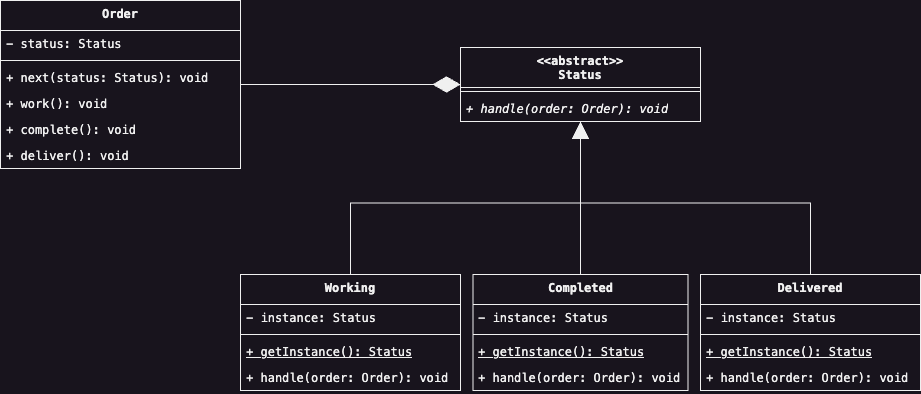 Order
- status: Status
+ next(status: Status): void
+ work(): void
+ complete(): void
+ deliver(): void
<<abstract>>
Status
+ handle(order: Order): void
Working
- instance: Status
+ getInstance(): Status
+ handle(order: Order): void
Completed
- instance: Status
+ getInstance(): Status
+ handle(order: Order): void
Delivered
- instance: Status
+ getInstance(): Status
+ handle(order: Order): void